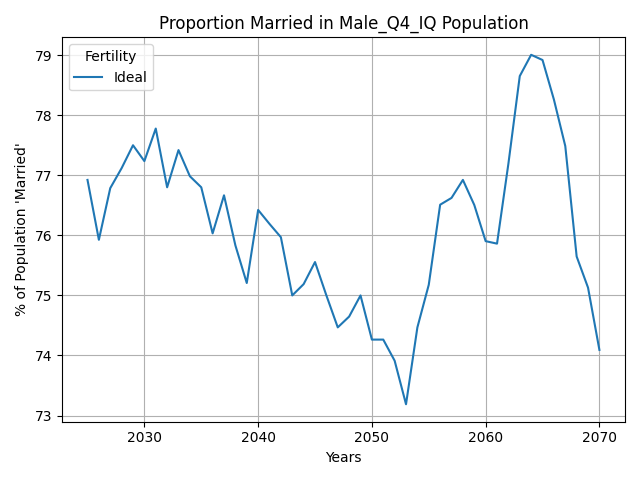 Proportion Married in Male_Q4_IQ Population
Fertility
Ideal
% of Population 'Married'
79
78
77
76
75
74
73
2030
2040
2050
2060
2070
Years